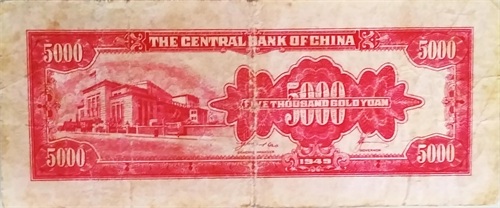 5000 THE CENTRAL BANK OF CHINA 5000
5000
FIVE THOUSAND GOLD YUAN
5000 1949 5000